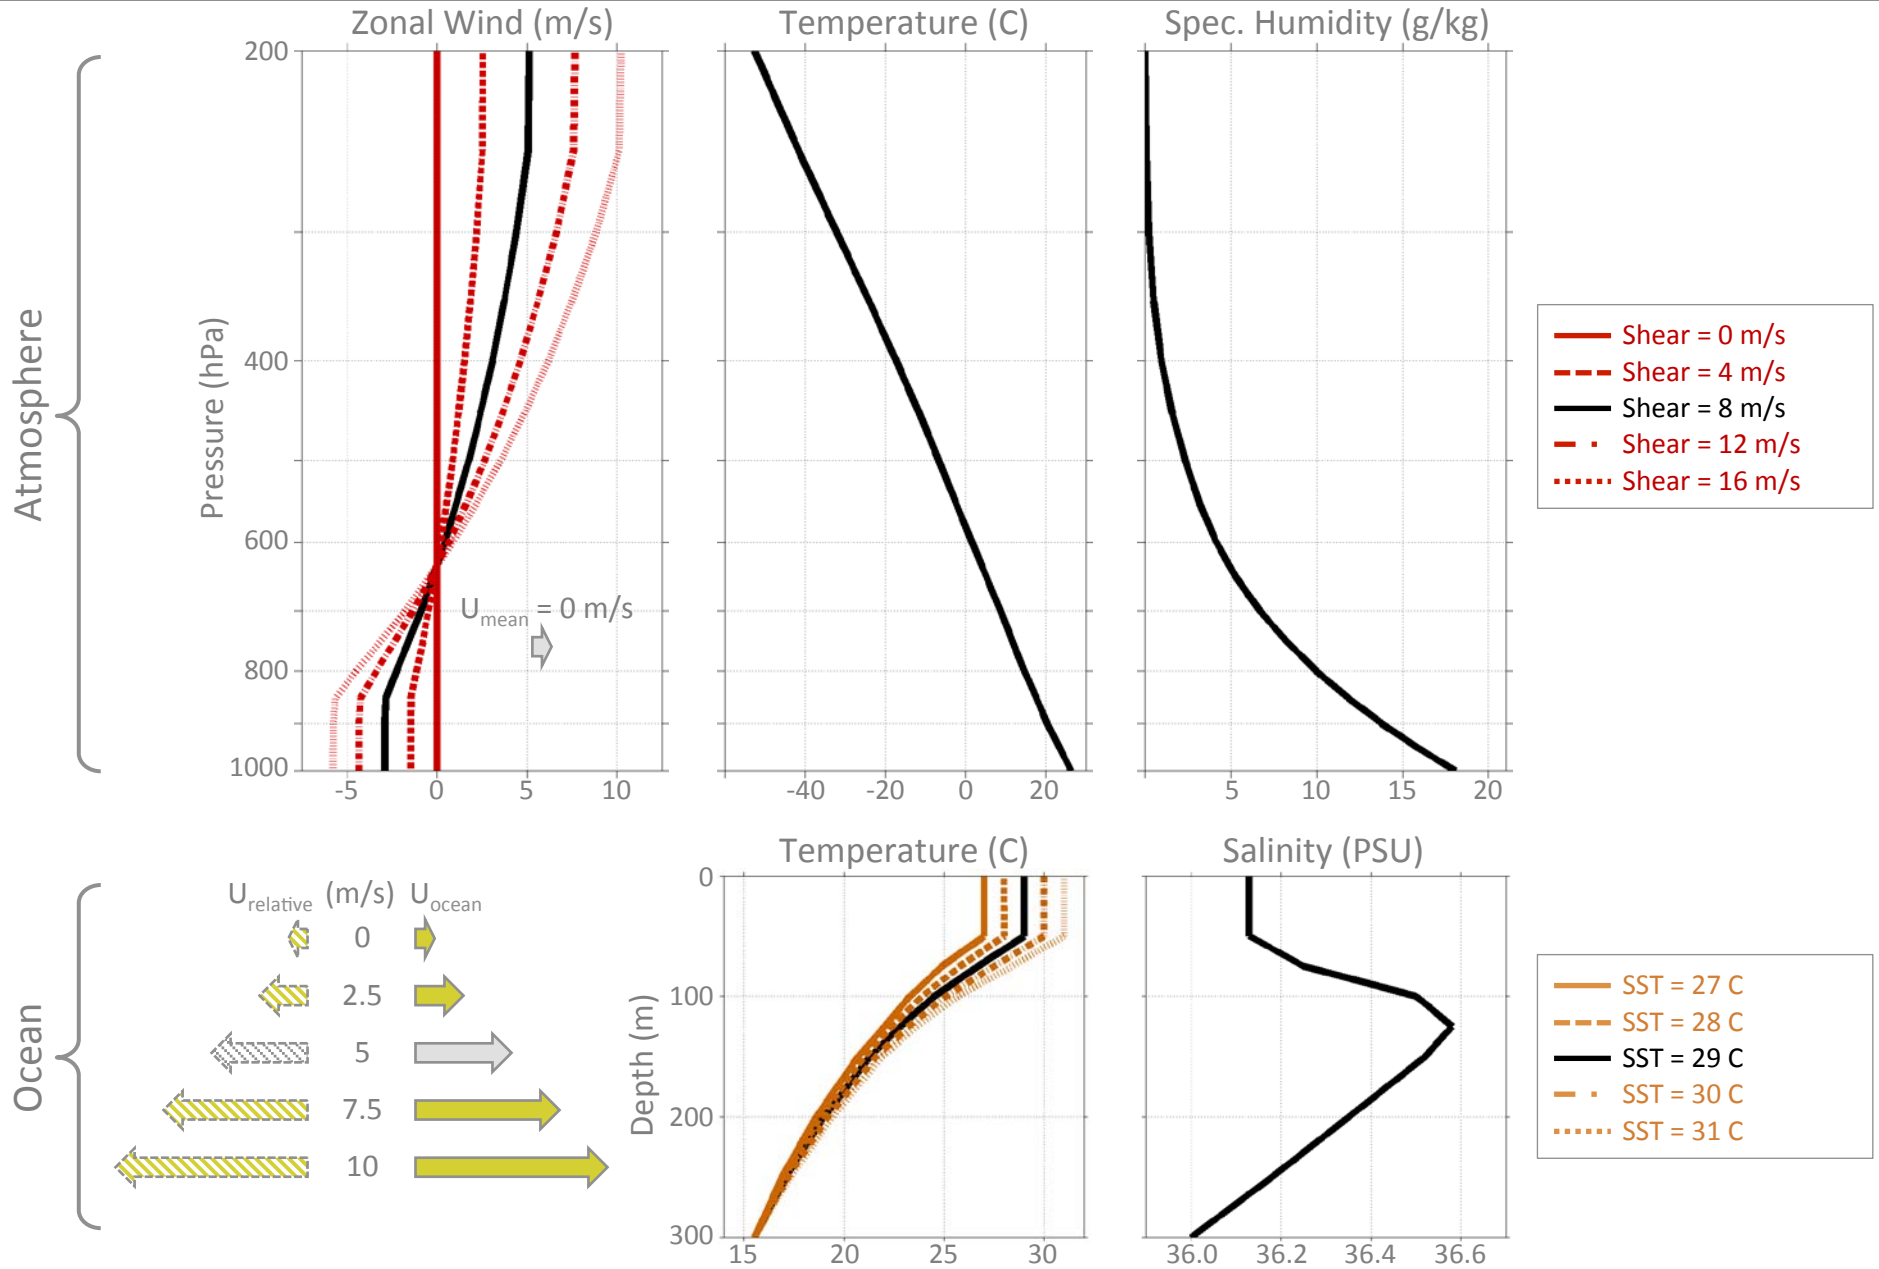 Zonal Wind (m/s)
Temperature (C)
Spec. Humidity (g/kg)
Atmosphere
Pressure (hPa)
200
400
600
800
1000
-5 0 5 10
U_mean = 0 m/s
-40 -20 0 20
5 10 15 20
Shear = 0 m/s
Shear = 4 m/s
Shear = 8 m/s
Shear = 12 m/s
Shear = 16 m/s
Ocean
U_relative (m/s) U_ocean
0
2.5
5
7.5
10
Temperature (C)
Depth (m)
0
100
200
300
15 20 25 30
Salinity (PSU)
36.0 36.2 36.4 36.6
SST = 27 C
SST = 28 C
SST = 29 C
SST = 30 C
SST = 31 C